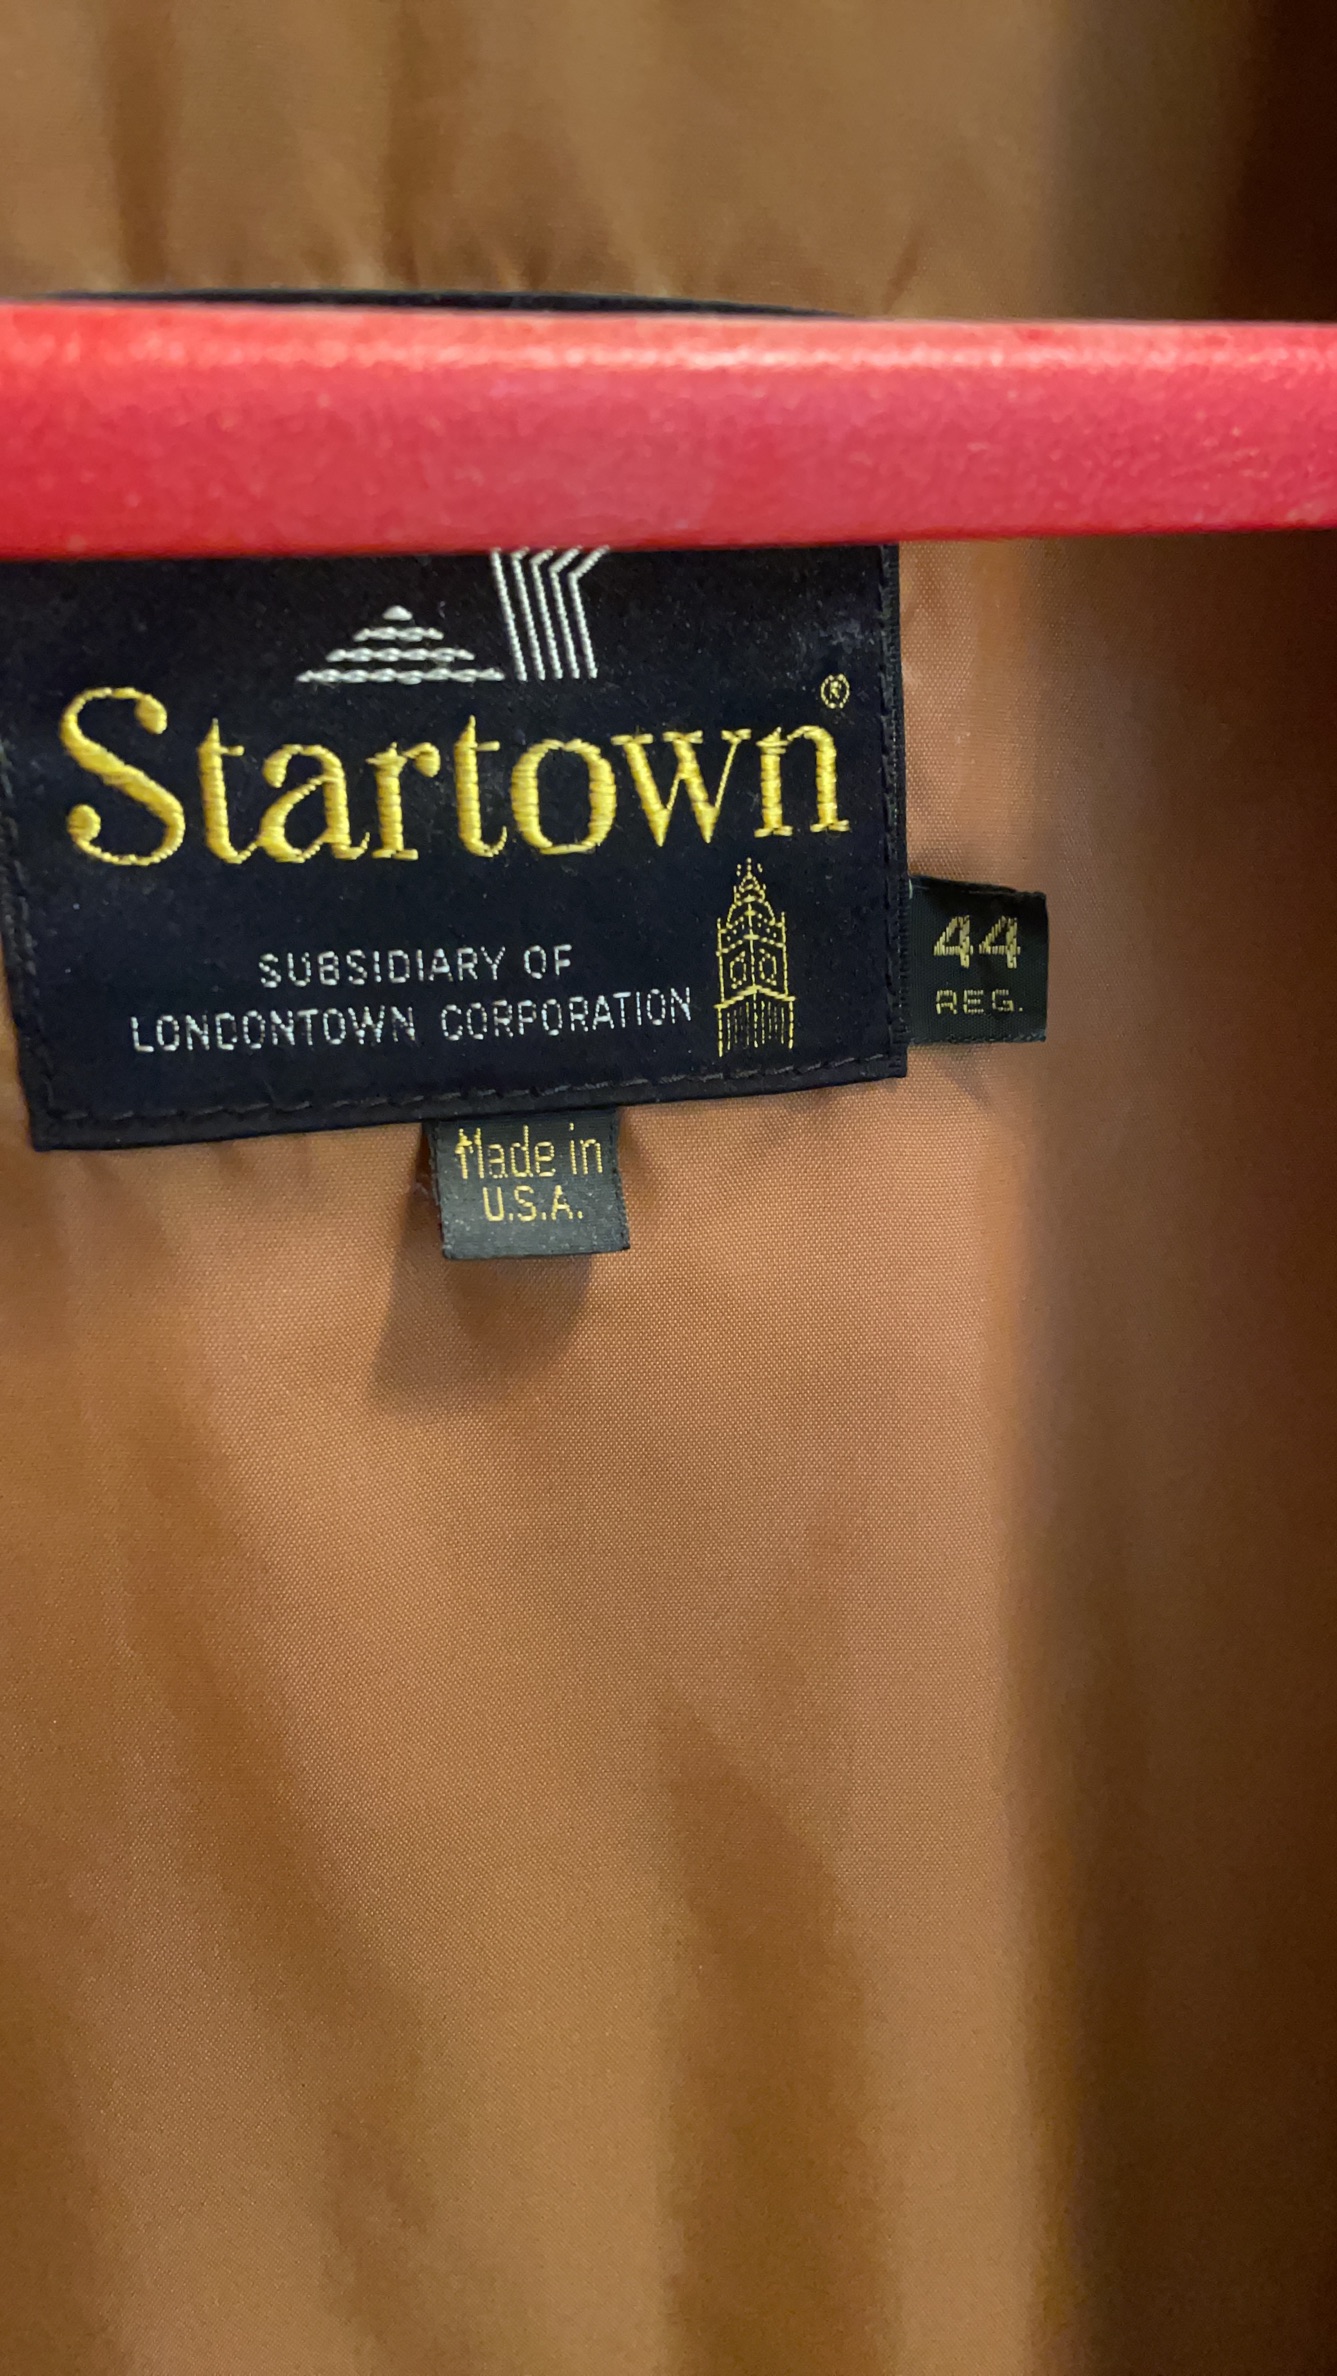 Startown®
SUBSIDIARY OF
LONDONTOWN CORPORATION
44
REG.
Made in
U.S.A.